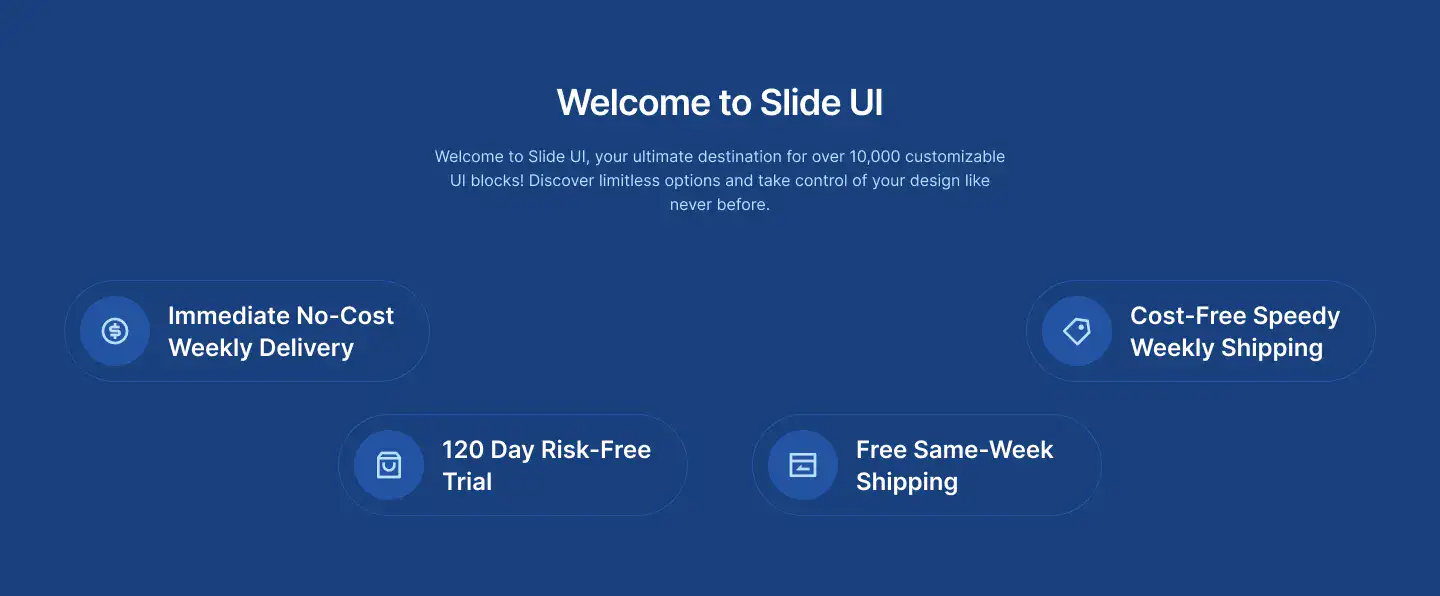 Welcome to Slide UI
Welcome to Slide UI, your ultimate destination for over 10,000 customizable
UI blocks! Discover limitless options and take control of your design like
never before.
Immediate No-Cost
Weekly Delivery
Cost-Free Speedy
Weekly Shipping
120 Day Risk-Free
Trial
Free Same-Week
Shipping